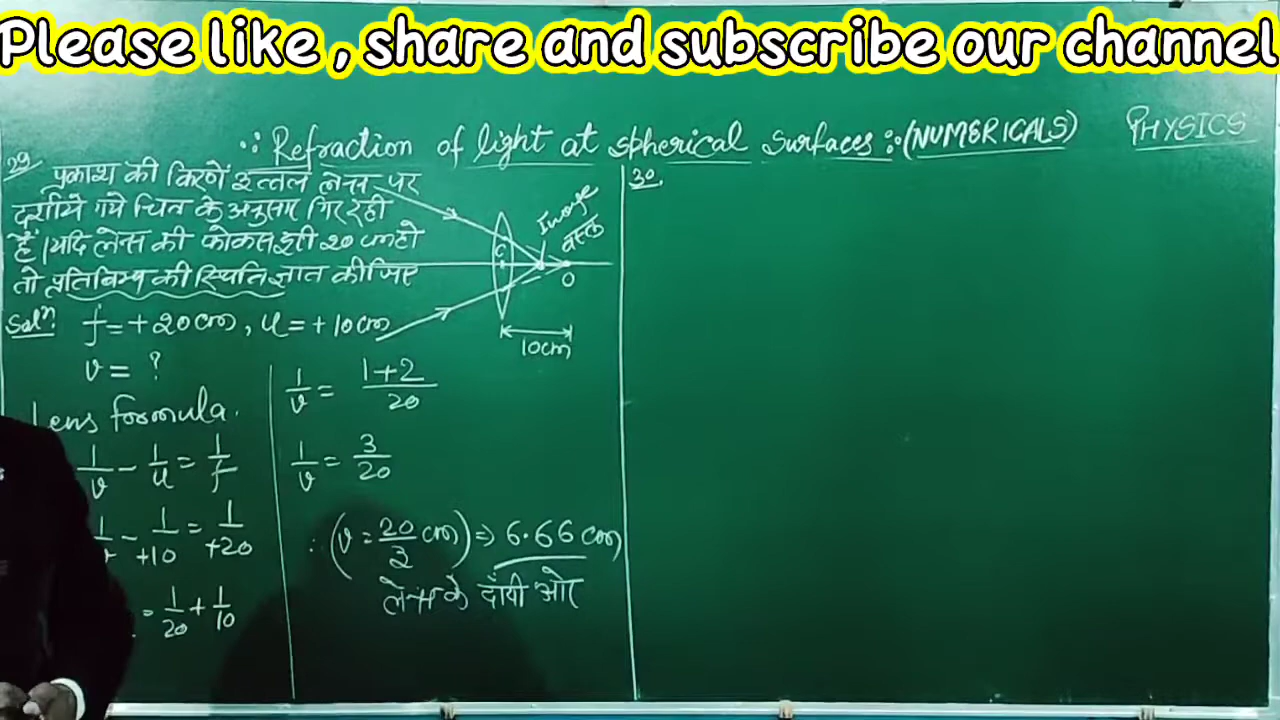 Please like , share and subscribe our channel
∴ Refraction of light at spherical surfaces :: (NUMERICALS) PHYSICS
29
प्रकाश की किरणें उत्तल लेन्स पर
दर्शाये गये चित्र के अनुसार गिर रही
हैं। यदि लेन्स की फोकस दूरी 20 cm हो
तो प्रतिबिम्ब की स्थिति ज्ञात कीजिए
Solⁿ: f = +20cm, u = +10cm
v = ?
Lens formula.
1/v - 1/u = 1/f
- 1/+10 = 1/+20
= 1/20 + 1/10
1/v = 1+2/20
1/v = 3/20
∴ (v = 20/3 cm) ⇒ 6.66 cm
लेन्स के दाँयी ओर
Image
वस्तु
C
O
10cm
30.